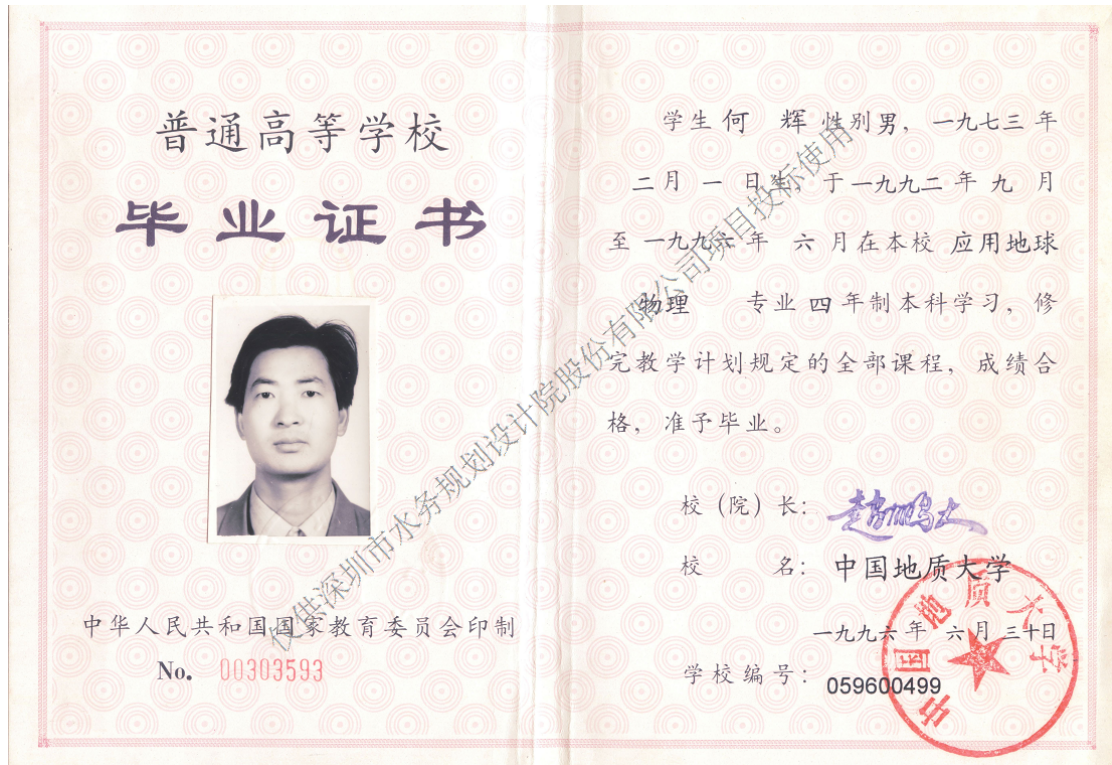 普通高等学校
毕业证书
中华人民共和国国家教育委员会印制
No. 00303593
学生何 辉 性别男，一九七三年
二月 一 日生 于一九九二年九 月
至一九九六年 六月在本校 应用地球
物理 专业 四 年制本科学习，修
完教学计划规定的全部课程，成绩合
格，准予毕业。
校（院）长：赵鹏大
校 名：中国地质大学
一九九六年 六月 三十日
学校编号：059600499
中国地质大学
仅供深圳市水务规划设计院股份有限公司项目投标使用